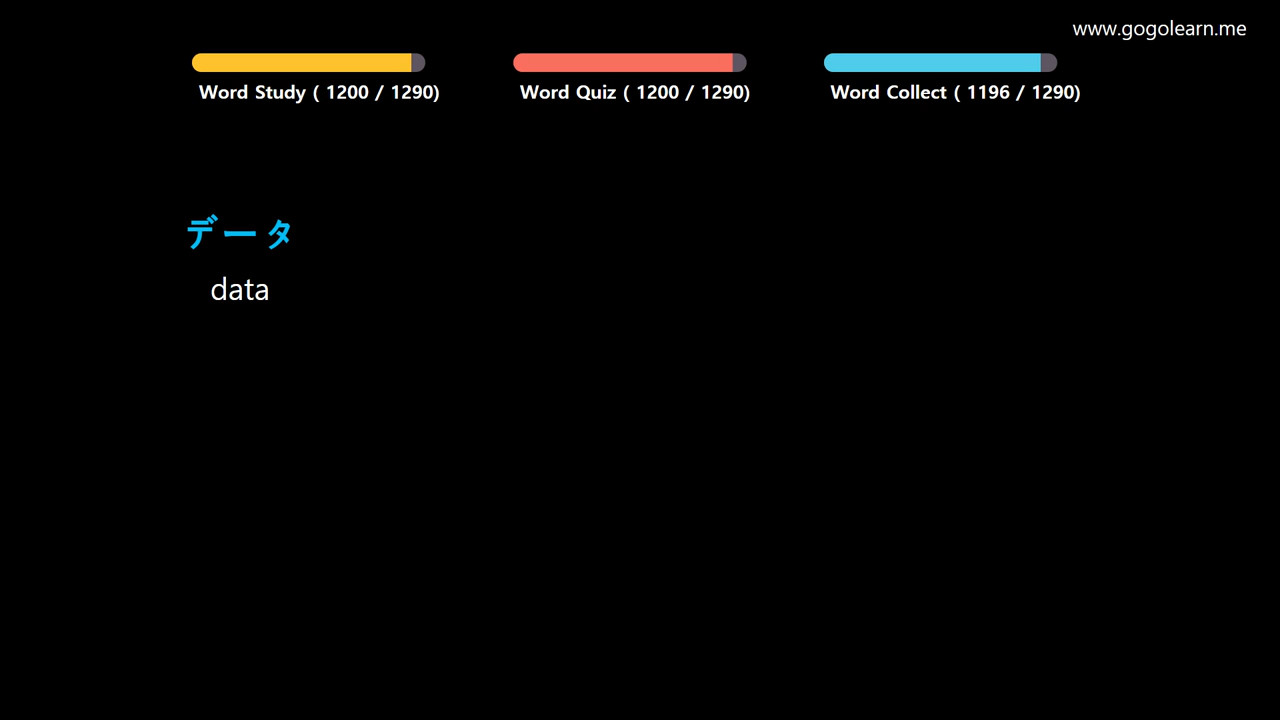 www.gogolearn.me
Word Study ( 1200 / 1290)
Word Quiz ( 1200 / 1290)
Word Collect ( 1196 / 1290)
データ
data